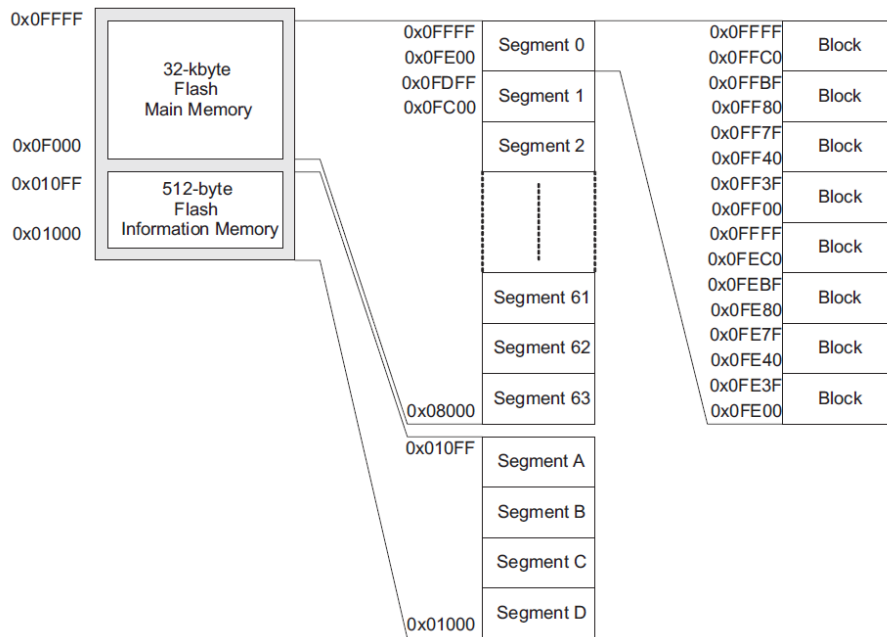 0x0FFFF
32-kbyte
Flash
Main Memory
0x0F000
0x010FF
512-byte
Flash
Information Memory
0x01000
0x0FFFF
0x0FE00
Segment 0
0x0FDFF
0x0FC00
Segment 1
Segment 2
Segment 61
Segment 62
0x08000
Segment 63
0x010FF
Segment A
Segment B
Segment C
0x01000
Segment D
0x0FFFF
0x0FFC0
Block
0x0FFBF
0x0FF80
Block
0x0FF7F
0x0FF40
Block
0x0FF3F
0x0FF00
Block
0x0FFFF
0x0FEC0
Block
0x0FEBF
0x0FE80
Block
0x0FE7F
0x0FE40
Block
0x0FE3F
0x0FE00
Block